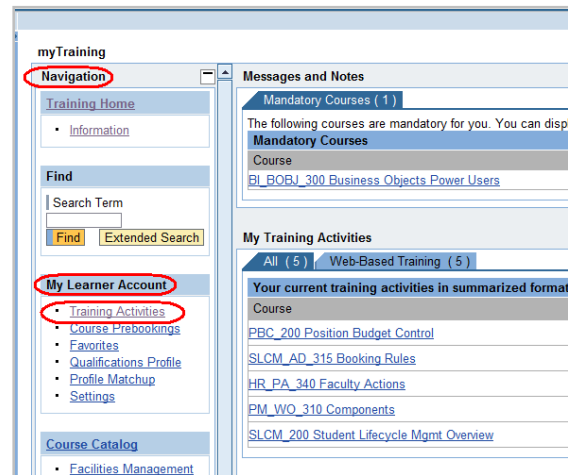 myTraining
Navigation
Training Home
Information
Find
Search Term
Find Extended Search
My Learner Account
Training Activities
Course Prebookings
Favorites
Qualifications Profile
Profile Matchup
Settings
Course Catalog
Facilities Management
Messages and Notes
Mandatory Courses ( 1 )
The following courses are mandatory for you. You can disp
Mandatory Courses
Course
BI_BOBJ_300 Business Objects Power Users
My Training Activities
All ( 5 ) Web-Based Training ( 5 )
Your current training activities in summarized format
Course
PBC_200 Position Budget Control
SLCM_AD_315 Booking Rules
HR_PA_340 Faculty Actions
PM_WO_310 Components
SLCM_200 Student Lifecycle Mgmt Overview